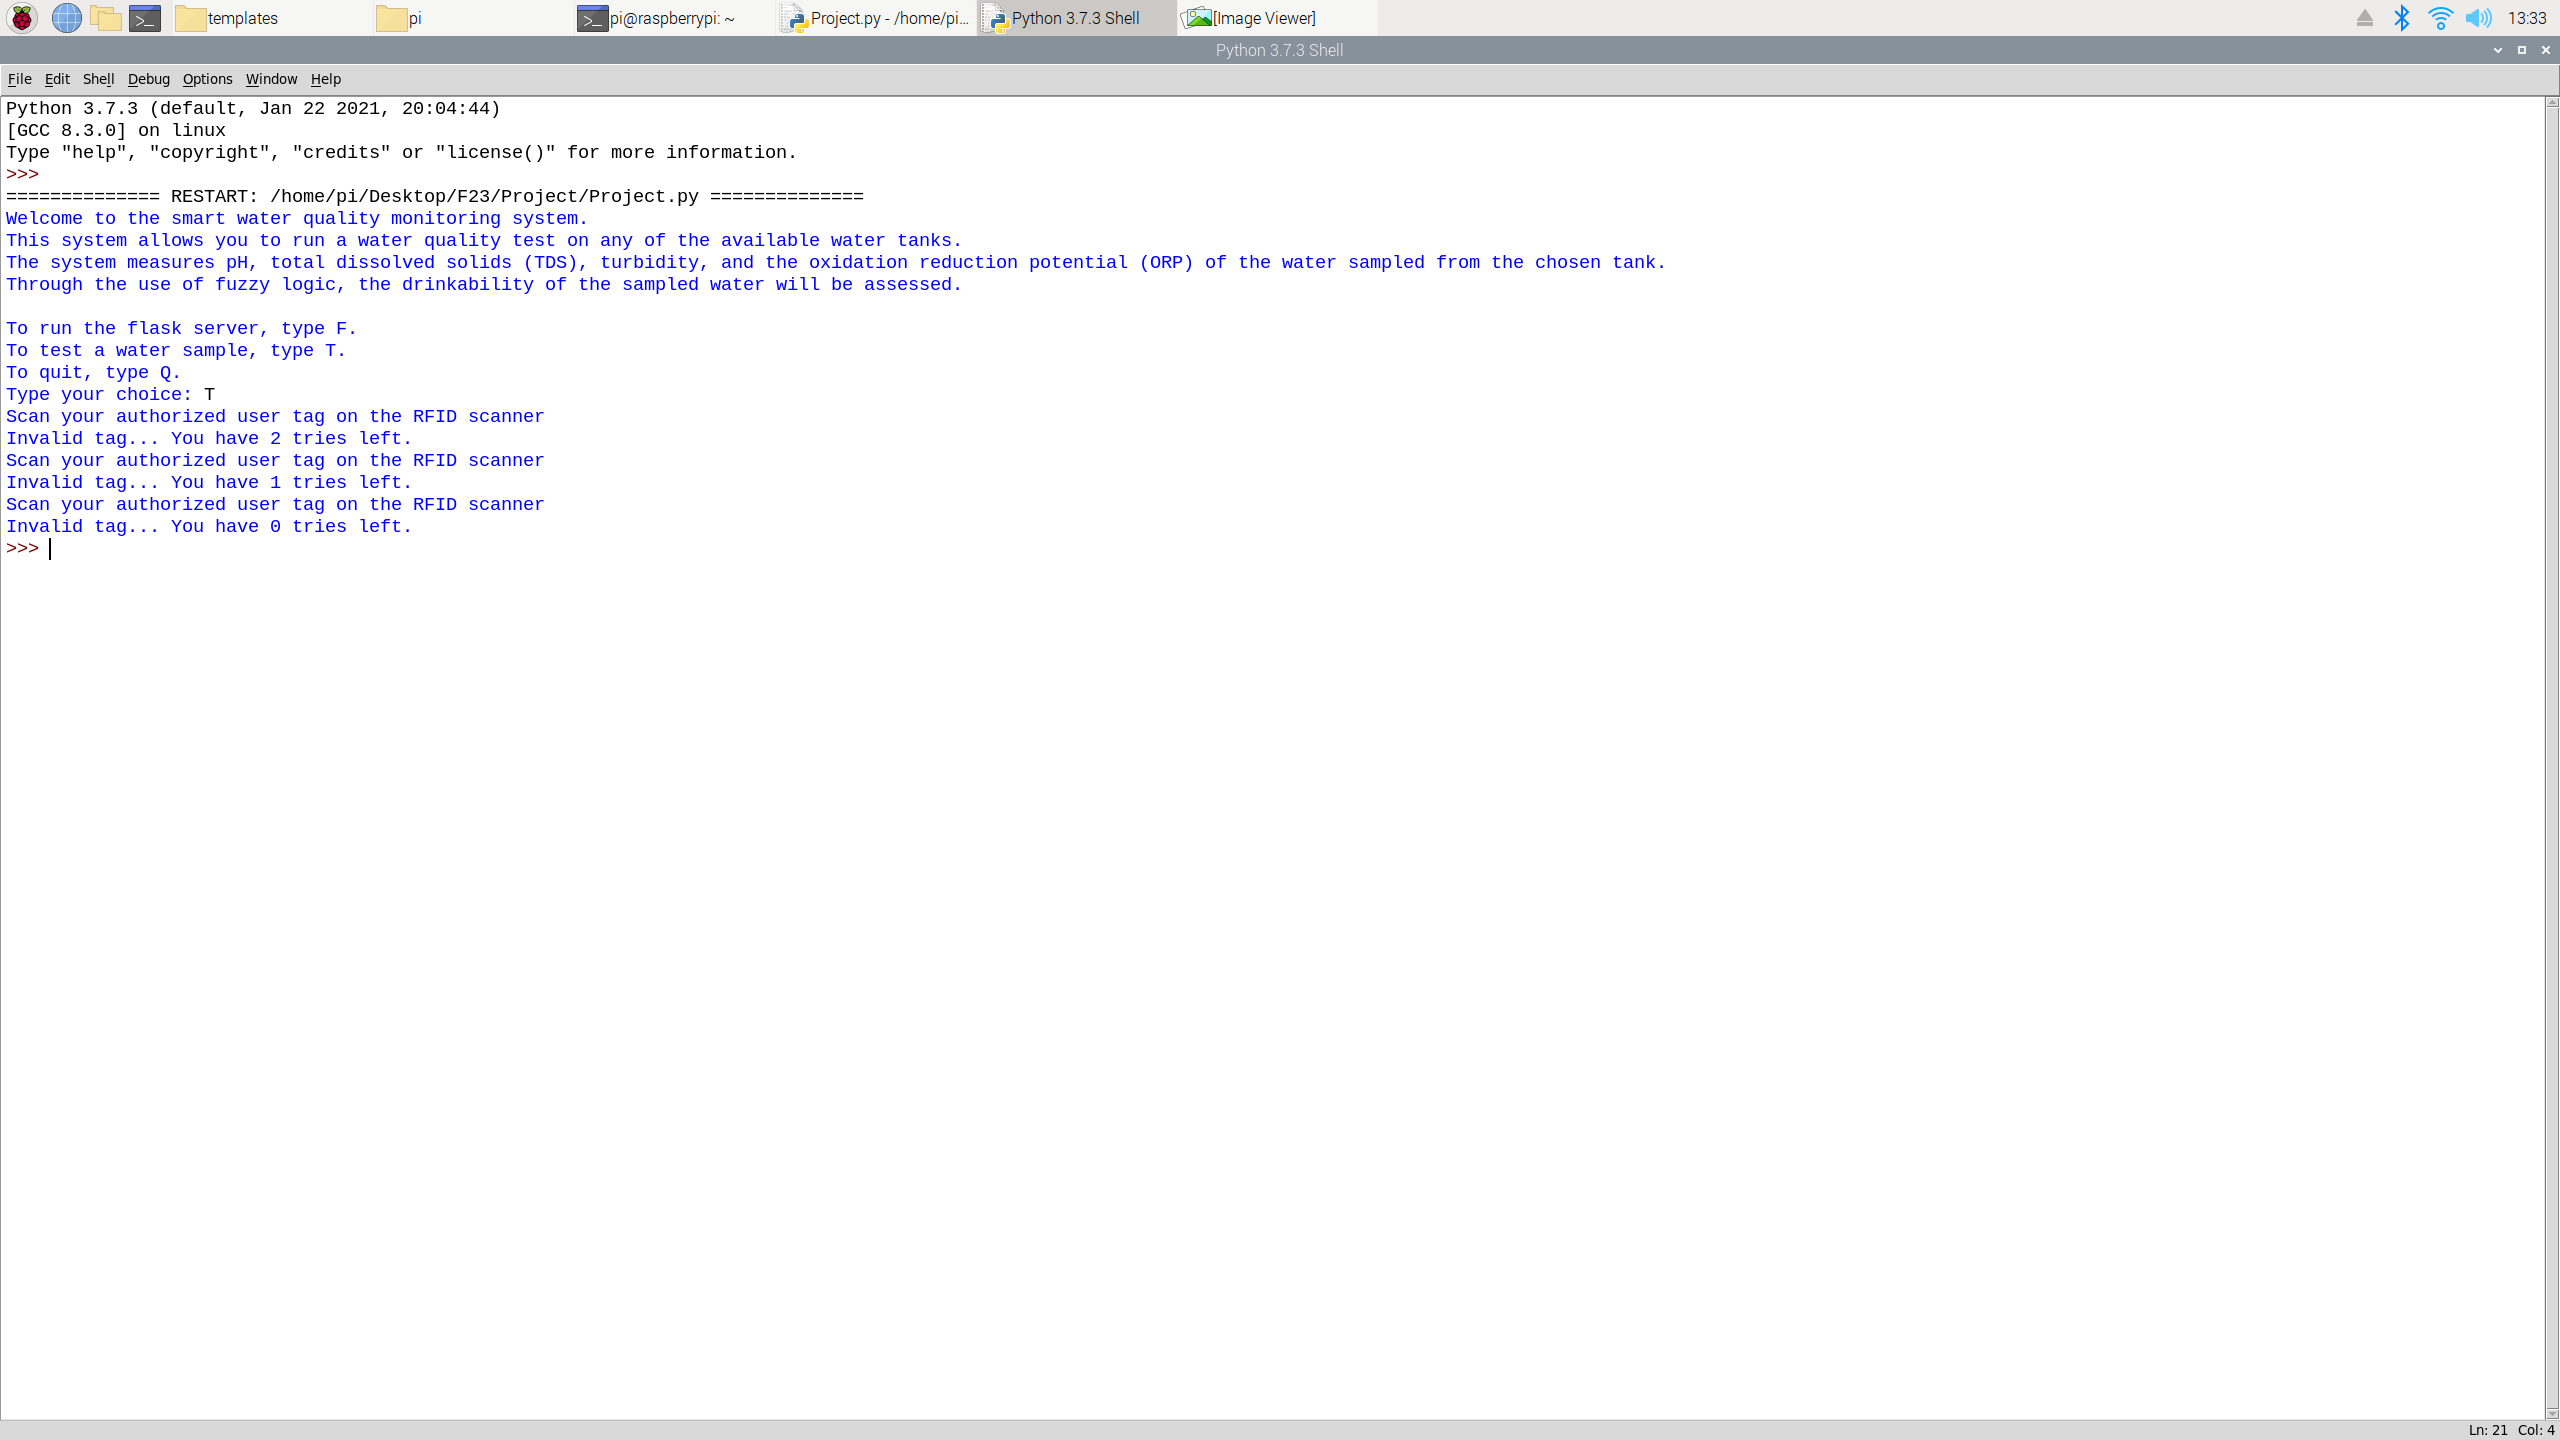 templates
pi
pi@raspberrypi: ~
Project.py - /home/pi...
Python 3.7.3 Shell
[Image Viewer]
13:33
Python 3.7.3 Shell
File Edit Shell Debug Options Window Help
Python 3.7.3 (default, Jan 22 2021, 20:04:44)
[GCC 8.3.0] on linux
Type "help", "copyright", "credits" or "license()" for more information.
>>>
============== RESTART: /home/pi/Desktop/F23/Project/Project.py ==============
Welcome to the smart water quality monitoring system.
This system allows you to run a water quality test on any of the available water tanks.
The system measures pH, total dissolved solids (TDS), turbidity, and the oxidation reduction potential (ORP) of the water sampled from the chosen tank.
Through the use of fuzzy logic, the drinkability of the sampled water will be assessed.

To run the flask server, type F.
To test a water sample, type T.
To quit, type Q.
Type your choice: T
Scan your authorized user tag on the RFID scanner
Invalid tag... You have 2 tries left.
Scan your authorized user tag on the RFID scanner
Invalid tag... You have 1 tries left.
Scan your authorized user tag on the RFID scanner
Invalid tag... You have 0 tries left.
>>>
Ln: 21 Col: 4